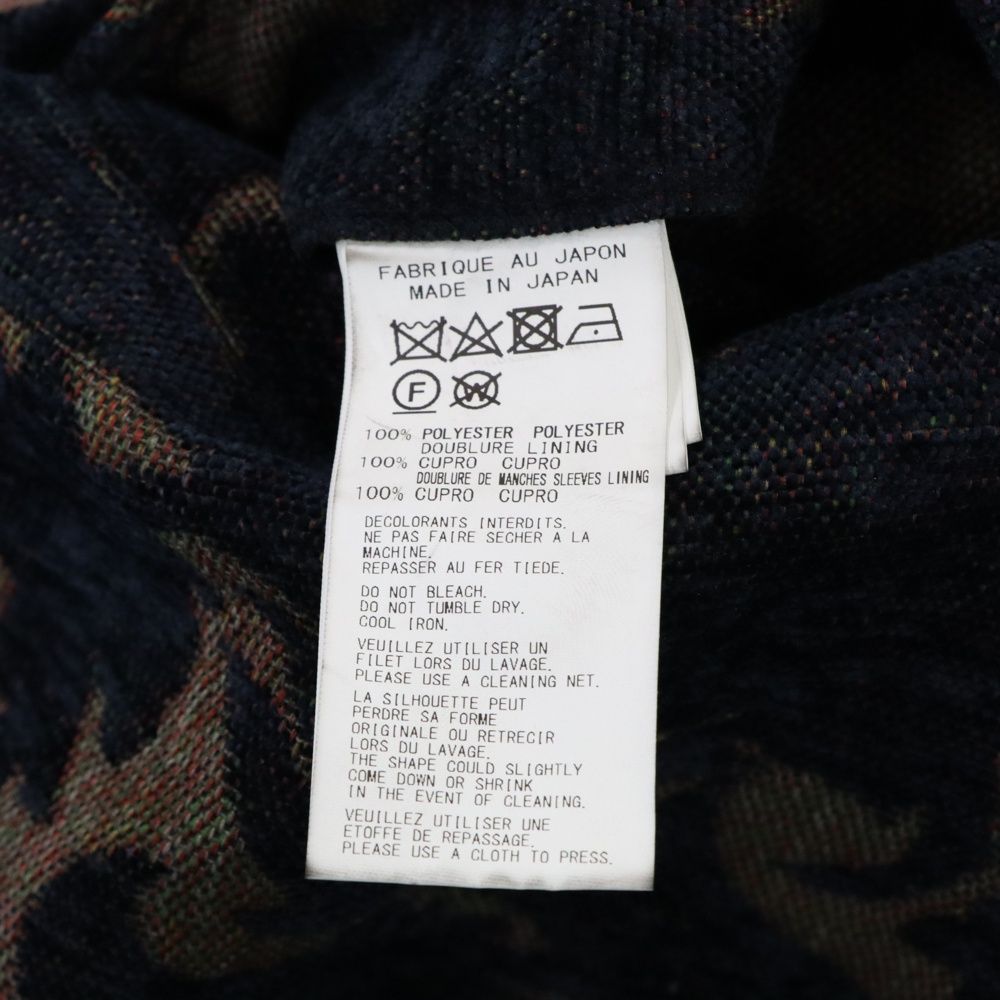 FABRIQUE AU JAPON
MADE IN JAPAN
F W
100% POLYESTER POLYESTER
DOUBLURE LINING
100% CUPRO CUPRO
DOUBLURE DE MANCHES SLEEVES LINING
100% CUPRO CUPRO
DECOLORANTS INTERDITS.
NE PAS FAIRE SECHER A LA
MACHINE.
REPASSER AU FER TIEDE.
DO NOT BLEACH.
DO NOT TUMBLE DRY.
COOL IRON.
VEUILLEZ UTILISER UN
FILET LORS DU LAVAGE.
PLEASE USE A CLEANING NET.
LA SILHOUETTE PEUT
PERDRE SA FORME
ORIGINALE OU RETRECIR
LORS DU LAVAGE.
THE SHAPE COULD SLIGHTLY
COME DOWN OR SHRINK
IN THE EVENT OF CLEANING.
VEUILLEZ UTILISER UNE
ETOFFE DE REPASSAGE.
PLEASE USE A CLOTH TO PRESS.